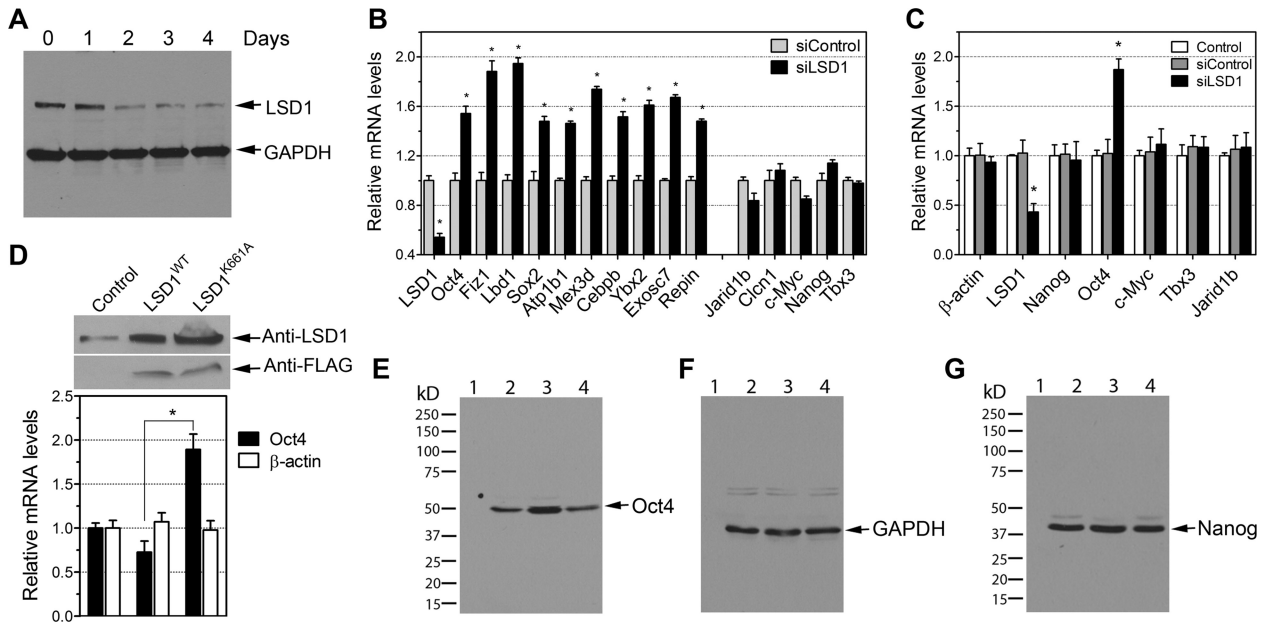 A
0 1 2 3 4 Days
LSD1
GAPDH
B
Relative mRNA levels
2.0
1.6
1.2
0.8
0.4
siControl
siLSD1
* * * * * * * * * * *
LSD1 Oct4 Fiz1 Lbd1 Sox2 Atp1b1 Mex3d Cebpb Ybx2 Exosc7 Repin Jarid1b Clcn1 c-Myc Nanog Tbx3
C
Relative mRNA levels
2.0
1.5
1.0
0.5
0.0
Control
siControl
siLSD1
* *
β-actin LSD1 Nanog Oct4 c-Myc Tbx3 Jarid1b
D
Control LSD1WT LSD1K661A
Anti-LSD1
Anti-FLAG
Relative mRNA levels
2.5
2.0
1.5
1.0
0.5
0.0
*
Oct4
β-actin
E
kD 1 2 3 4
250
150
100
75
50
37
25
20
15
Oct4
F
1 2 3 4
GAPDH
G
kD 1 2 3 4
250
150
100
75
50
37
25
20
15
Nanog